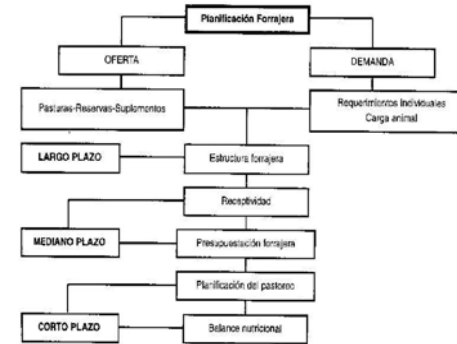 Planificación Forrajera
OFERTA
DEMANDA
Pasturas-Reservas-Suplementos
Requerimientos Individuales
Carga animal
LARGO PLAZO
Estructura forrajera
Receptividad
MEDIANO PLAZO
Presupuestación forrajera
Planificación del pastoreo
CORTO PLAZO
Balance nutricional